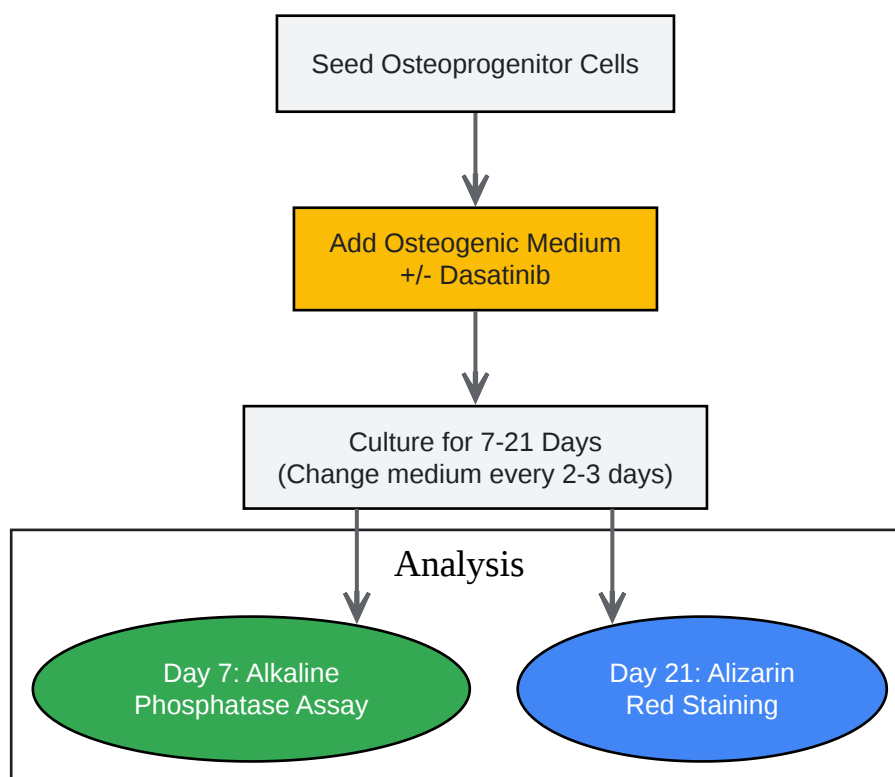 Seed Osteoprogenitor Cells
Add Osteogenic Medium
+/- Dasatinib
Culture for 7-21 Days
(Change medium every 2-3 days)
Analysis
Day 7: Alkaline
Phosphatase Assay
Day 21: Alizarin
Red Staining